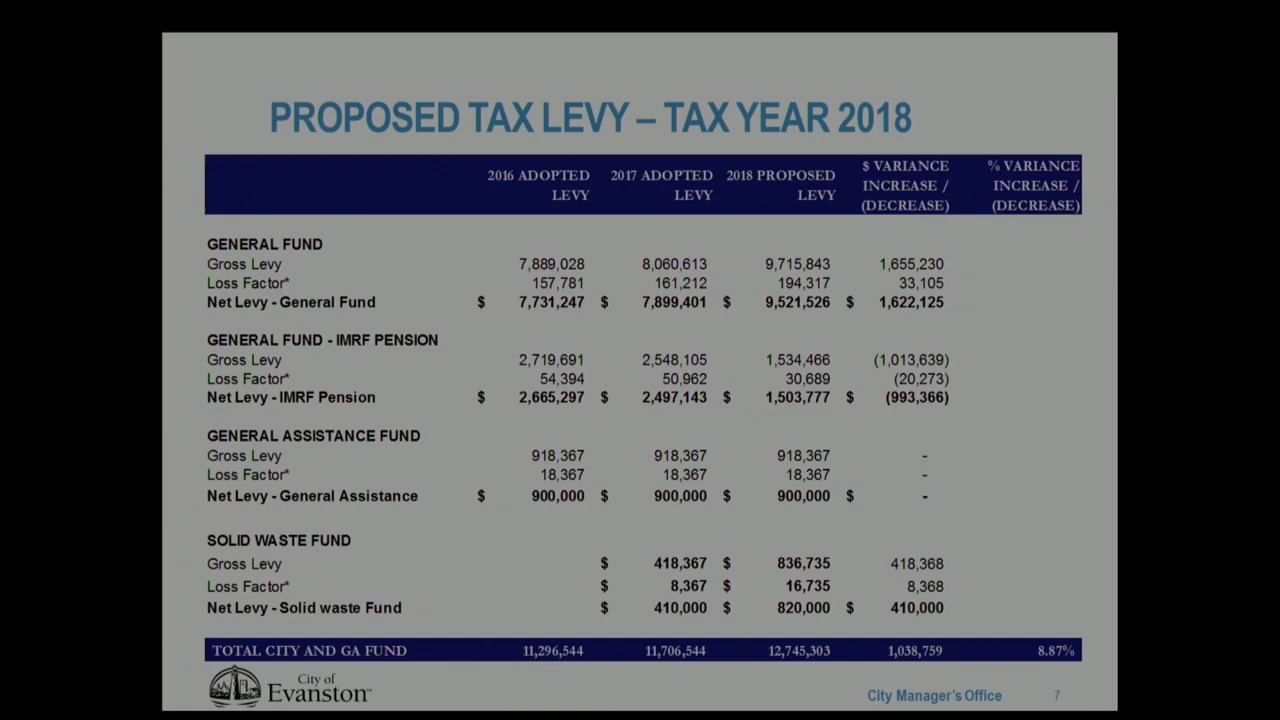 PROPOSED TAX LEVY – TAX YEAR 2018
2016 ADOPTED LEVY 2017 ADOPTED LEVY 2018 PROPOSED LEVY $ VARIANCE INCREASE / (DECREASE) % VARIANCE INCREASE / (DECREASE)
GENERAL FUND
Gross Levy 7,889,028 8,060,613 9,715,843 1,655,230
Loss Factor* 157,781 161,212 194,317 33,105
Net Levy - General Fund $ 7,731,247 $ 7,899,401 $ 9,521,526 $ 1,622,125
GENERAL FUND - IMRF PENSION
Gross Levy 2,719,691 2,548,105 1,534,466 (1,013,639)
Loss Factor* 54,394 50,962 30,689 (20,273)
Net Levy - IMRF Pension $ 2,665,297 $ 2,497,143 $ 1,503,777 $ (993,366)
GENERAL ASSISTANCE FUND
Gross Levy 918,367 918,367 918,367 -
Loss Factor* 18,367 18,367 18,367 -
Net Levy - General Assistance $ 900,000 $ 900,000 $ 900,000 $ -
SOLID WASTE FUND
Gross Levy $ 418,367 $ 836,735 418,368
Loss Factor* $ 8,367 $ 16,735 8,368
Net Levy - Solid waste Fund $ 410,000 $ 820,000 $ 410,000
TOTAL CITY AND GA FUND 11,296,544 11,706,544 12,745,303 1,038,759 8.87%
City of
Evanston™
City Manager's Office 7